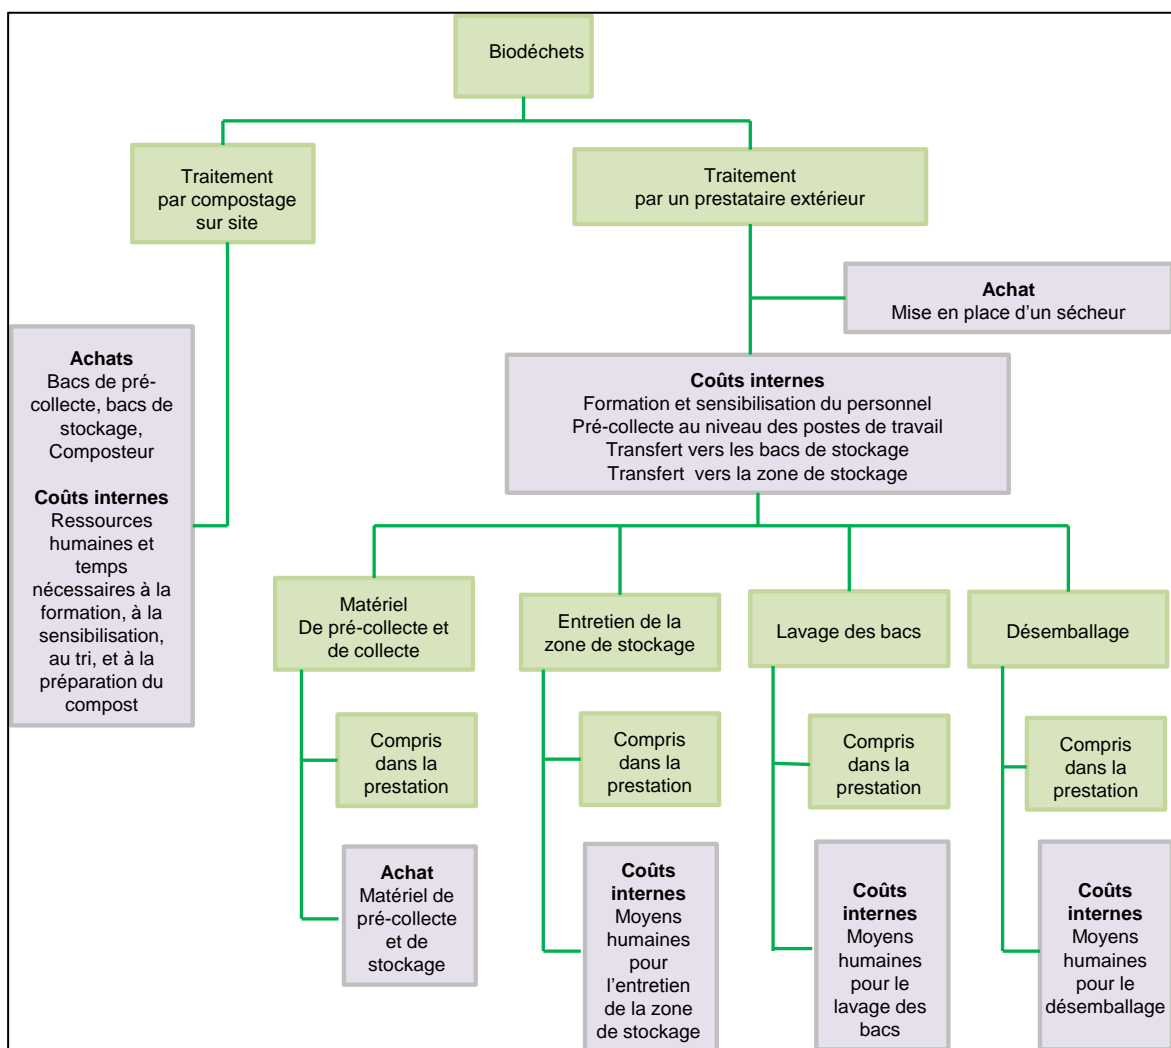 Biodéchets
Traitement
par compostage
sur site
Traitement
par un prestataire extérieur
Achat
Mise en place d'un sécheur
Achats
Bacs de pré-
collecte, bacs de
stockage,
Composteur
Coûts internes
Ressources
humaines et
temps
nécessaires à la
formation, à la
sensibilisation,
au tri, et à la
préparation du
compost
Coûts internes
Formation et sensibilisation du personnel
Pré-collecte au niveau des postes de travail
Transfert vers les bacs de stockage
Transfert vers la zone de stockage
Matériel
De pré-collecte et
de collecte
Entretien de la
zone de stockage
Lavage des bacs
Désemballage
Compris
dans la
prestation
Compris
dans la
prestation
Compris
dans la
prestation
Compris
dans la
prestation
Achat
Matériel de
pré-collecte
et de
stockage
Coûts
internes
Moyens
humaines
pour
l'entretien
de la zone
de stockage
Coûts
internes
Moyens
humaines
pour le
lavage des
bacs
Coûts
internes
Moyens
humaines
pour le
désemballage